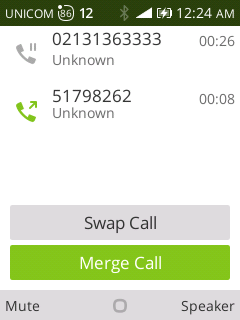 UNICOM 86 12 12:24 AM
02131363333 00:26
Unknown
51798262 00:08
Unknown
Swap Call
Merge Call
Mute Speaker